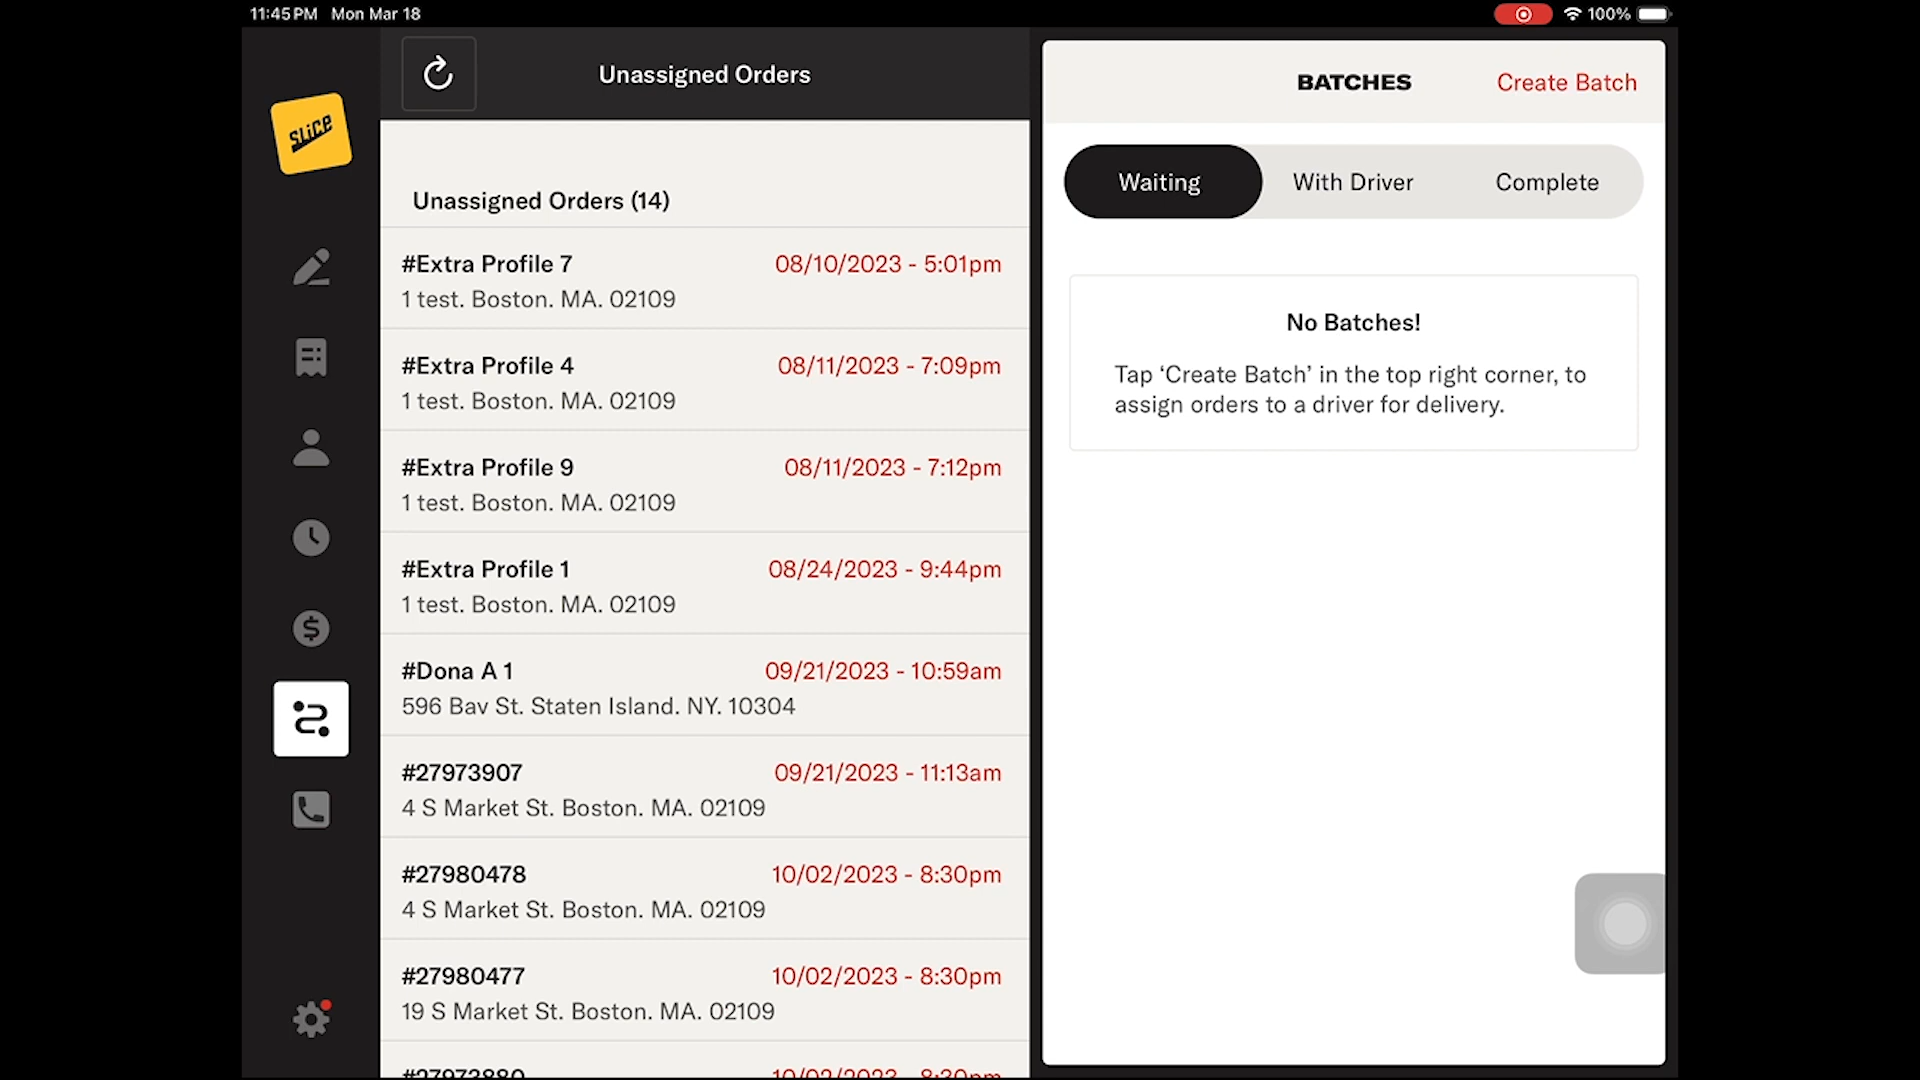 11:45 PM Mon Mar 18
100%
SLiCE
Unassigned Orders
Unassigned Orders (14)
#Extra Profile 7
08/10/2023 - 5:01pm
1 test. Boston. MA. 02109
#Extra Profile 4
08/11/2023 - 7:09pm
1 test. Boston. MA. 02109
#Extra Profile 9
08/11/2023 - 7:12pm
1 test. Boston. MA. 02109
#Extra Profile 1
08/24/2023 - 9:44pm
1 test. Boston. MA. 02109
#Dona A 1
09/21/2023 - 10:59am
596 Bav St. Staten Island. NY. 10304
#27973907
09/21/2023 - 11:13am
4 S Market St. Boston. MA. 02109
#27980478
10/02/2023 - 8:30pm
4 S Market St. Boston. MA. 02109
#27980477
10/02/2023 - 8:30pm
19 S Market St. Boston. MA. 02109
#27973880
10/02/2023 - 8:30pm
BATCHES
Create Batch
Waiting
With Driver
Complete
No Batches!
Tap ‘Create Batch’ in the top right corner, to
assign orders to a driver for delivery.